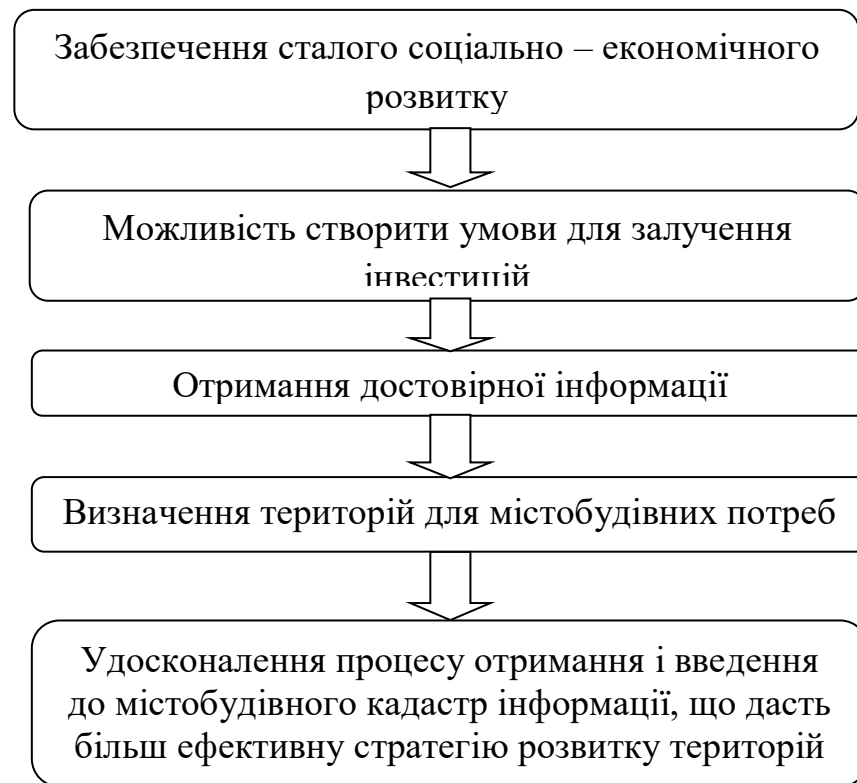 Забезпечення сталого соціально – економічного
розвитку
Можливість створити умови для залучення
інвестицій
Отримання достовірної інформації
Визначення територій для містобудівних потреб
Удосконалення процесу отримання і введення
до містобудівного кадастр інформації, що дасть
більш ефективну стратегію розвитку територій